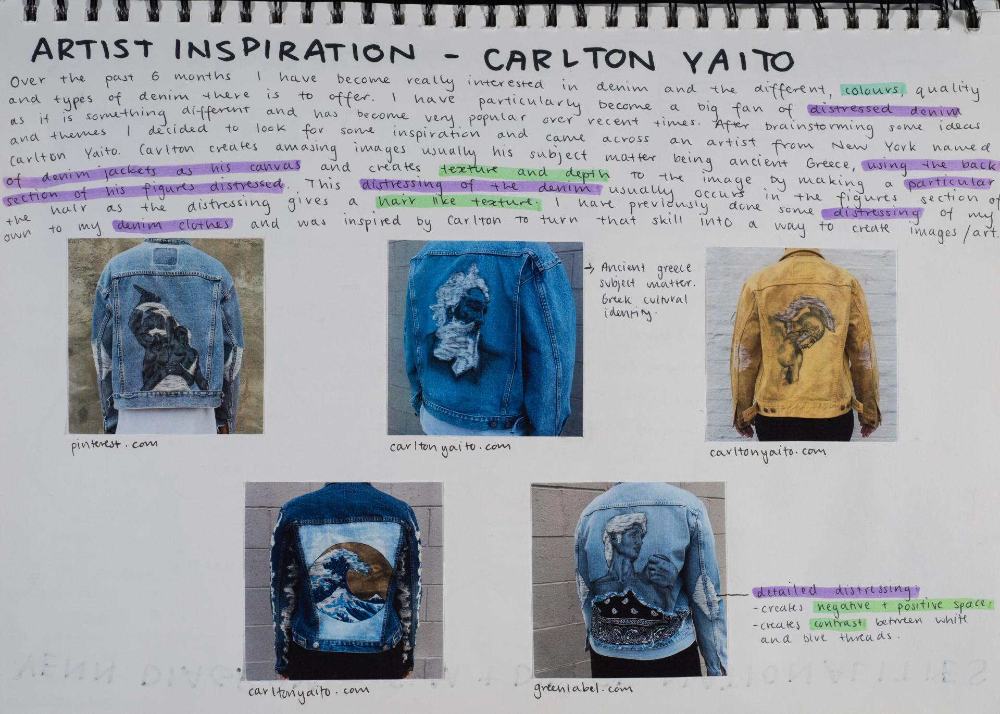 ARTIST INSPIRATION - CARLTON YAITO
Over the past 6 months I have become really interested in denim and the different, colours, quality
and types of denim there is to offer. I have particularly become a big fan of distressed denim
as it is something different and has become very popular over recent times. After brainstorming some ideas
and themes I decided to look for some inspiration and came across an artist from New York named
Carlton Yaito. Carlton creates amasing images usually his subject matter being ancient Greece, using the back
of denim jackets as his canvas and creates texture and depth to the image by making a particular
section of his figures distressed. This distressing of the denim usually occurs in the figures section of
the hair as the distressing gives a hair like texture. I have previously done some distressing of my
own to my denim clothes and was inspired by Carlton to turn that skill into a way to create images/art.
→ Ancient greece
subject matter.
Greek cultural
identity.
pinterest.com
carltonyaito.com
carltonyaito.com
detailed distressing:
- creates negative + positive space.
- creates contrast between white
and blue threads.
carltonyaito.com
greenlabel.com